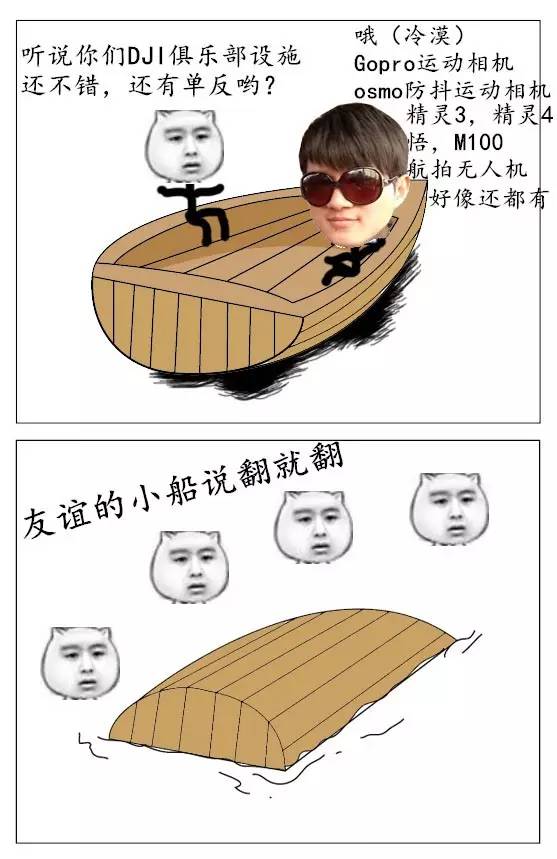 听说你们DJI俱乐部设施
还不错，还有单反哟？
哦（冷漠）
Gopro运动相机
osmo防抖运动相机
精灵3，精灵4
悟，M100
航拍无人机
好像还都有
友谊的小船说翻就翻